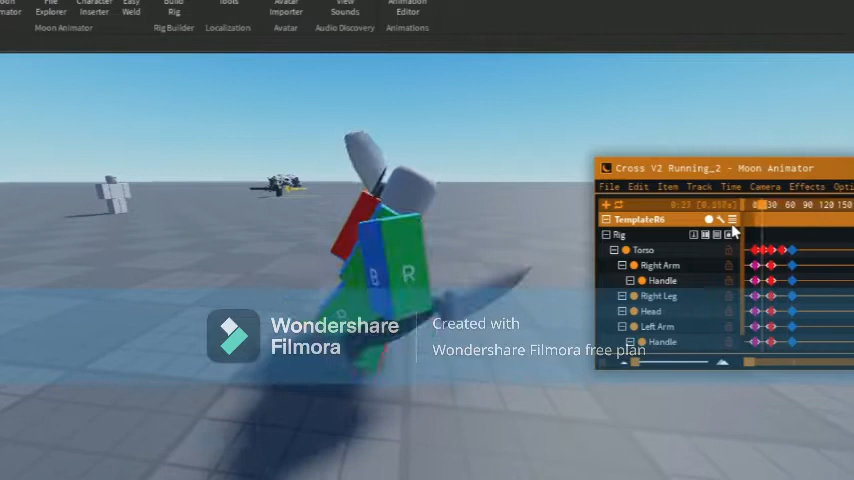 oon
mator
File
Explorer
Character
Inserter
Easy
Weld
Build
Rig
Tools
Avatar
Importer
View
Sounds
Animation
Editor
Moon Animator
Rig Builder
Localization
Avatar
Audio Discovery
Animations
Cross V2 Running_2 - Moon Animator
File Edit Item Track Time Camera Effects Opti
30 60 90 120 150
TemplateR6
Rig
Torso
Right Arm
Handle
Right Leg
Head
Left Arm
Handle
B
R
Wondershare
Filmora
Created with
Wondershare Filmora free plan